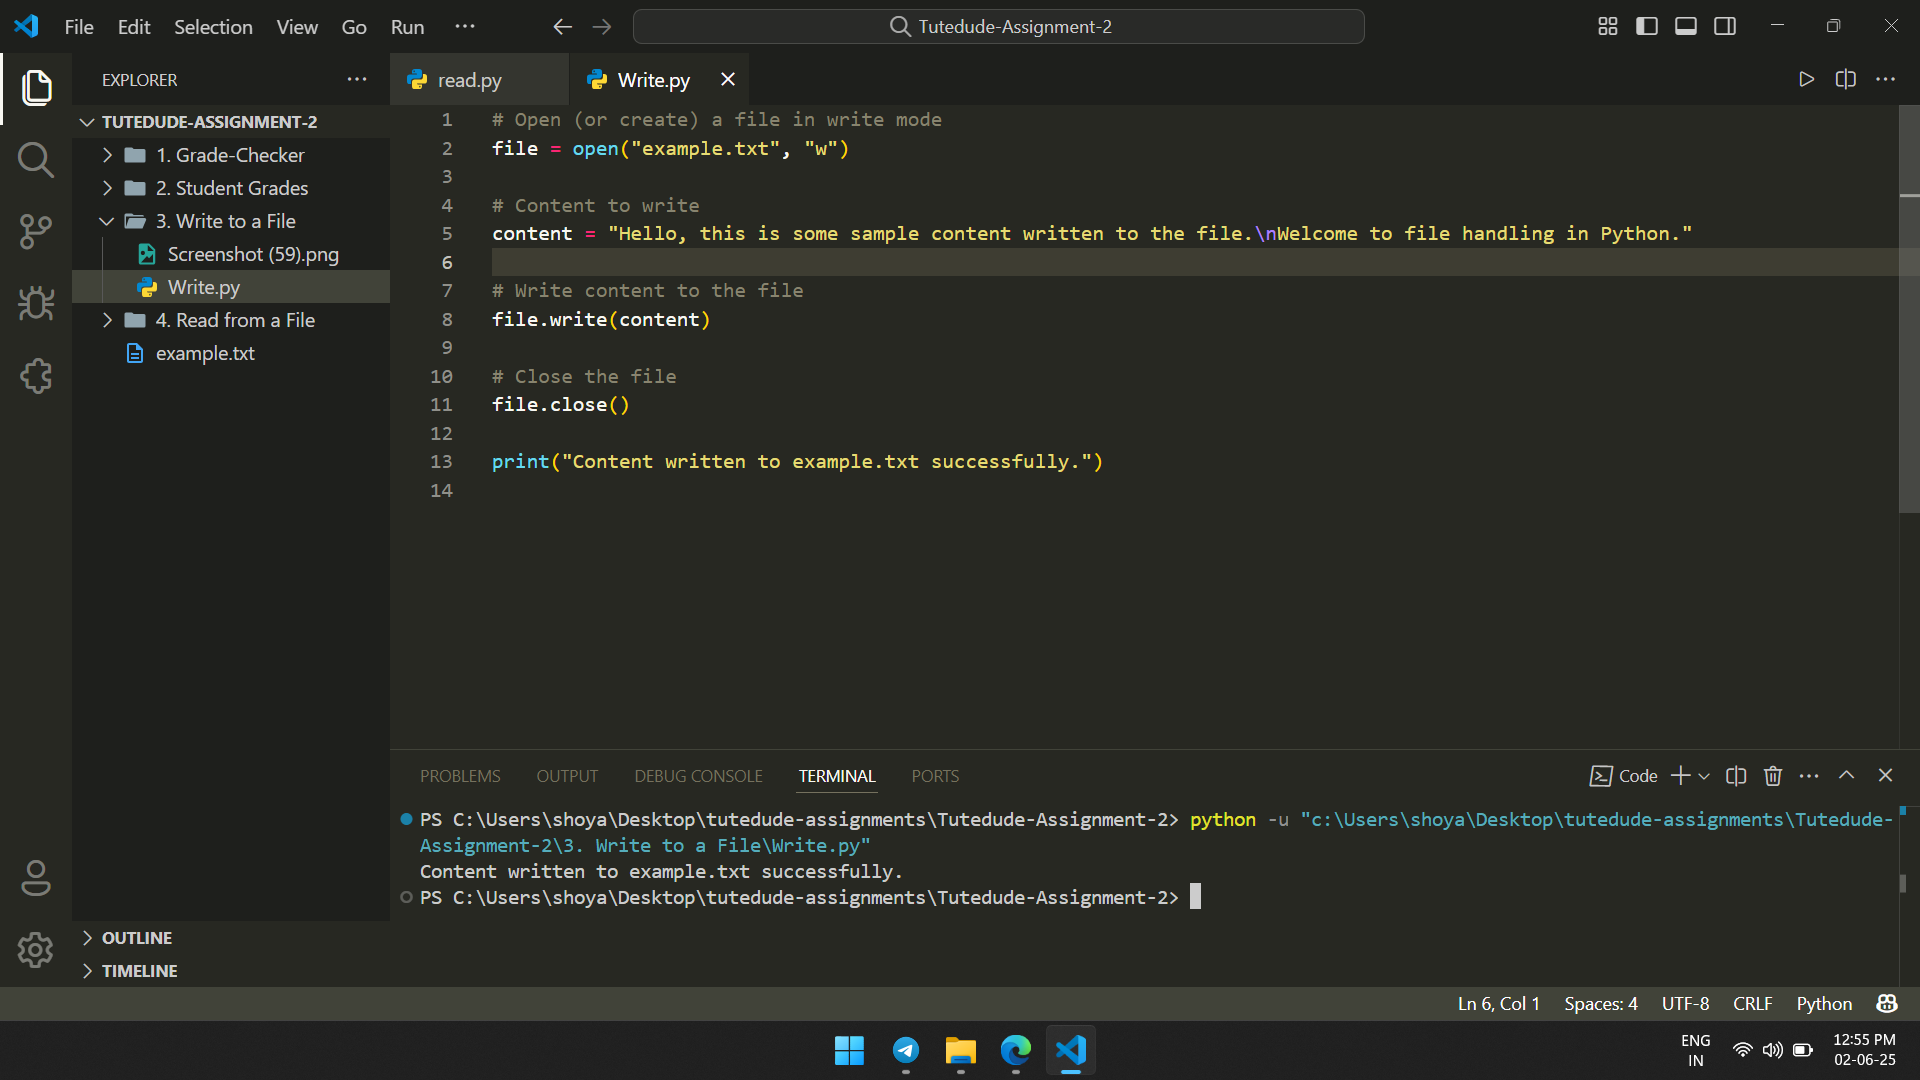 File Edit Selection View Go Run ··· Tutedude-Assignment-2
EXPLORER ···
TUTEDUDE-ASSIGNMENT-2
1. Grade-Checker
2. Student Grades
3. Write to a File
Screenshot (59).png
Write.py
4. Read from a File
example.txt
OUTLINE
TIMELINE
read.py Write.py
1 # Open (or create) a file in write mode
2 file = open("example.txt", "w")
3
4 # Content to write
5 content = "Hello, this is some sample content written to the file.\nWelcome to file handling in Python."
6
7 # Write content to the file
8 file.write(content)
9
10 # Close the file
11 file.close()
12
13 print("Content written to example.txt successfully.")
14
PROBLEMS OUTPUT DEBUG CONSOLE TERMINAL PORTS Code
PS C:\Users\shoya\Desktop\tutedude-assignments\Tutedude-Assignment-2> python -u "c:\Users\shoya\Desktop\tutedude-assignments\Tutedude-
Assignment-2\3. Write to a File\Write.py"
Content written to example.txt successfully.
PS C:\Users\shoya\Desktop\tutedude-assignments\Tutedude-Assignment-2>
Ln 6, Col 1 Spaces: 4 UTF-8 CRLF Python
ENG
IN
12:55 PM
02-06-25